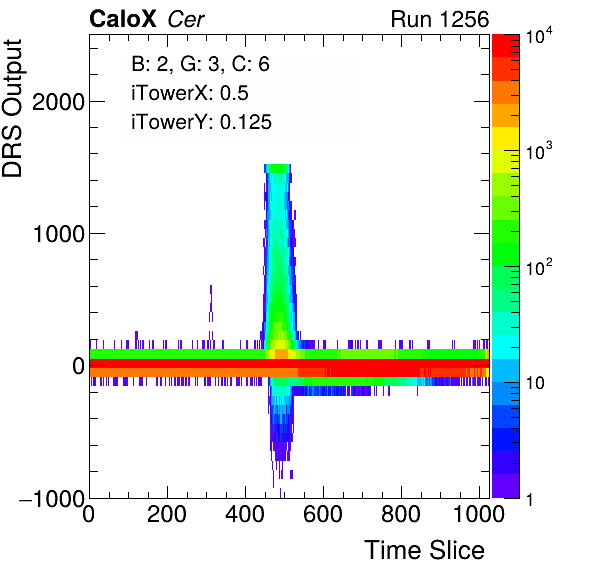 CaloX Cer
Run 1256
B: 2, G: 3, C: 6
iTowerX: 0.5
iTowerY: 0.125
DRS Output
2000
1000
0
−1000
0 200 400 600 800 1000
Time Slice
10⁴
10³
10²
10
1